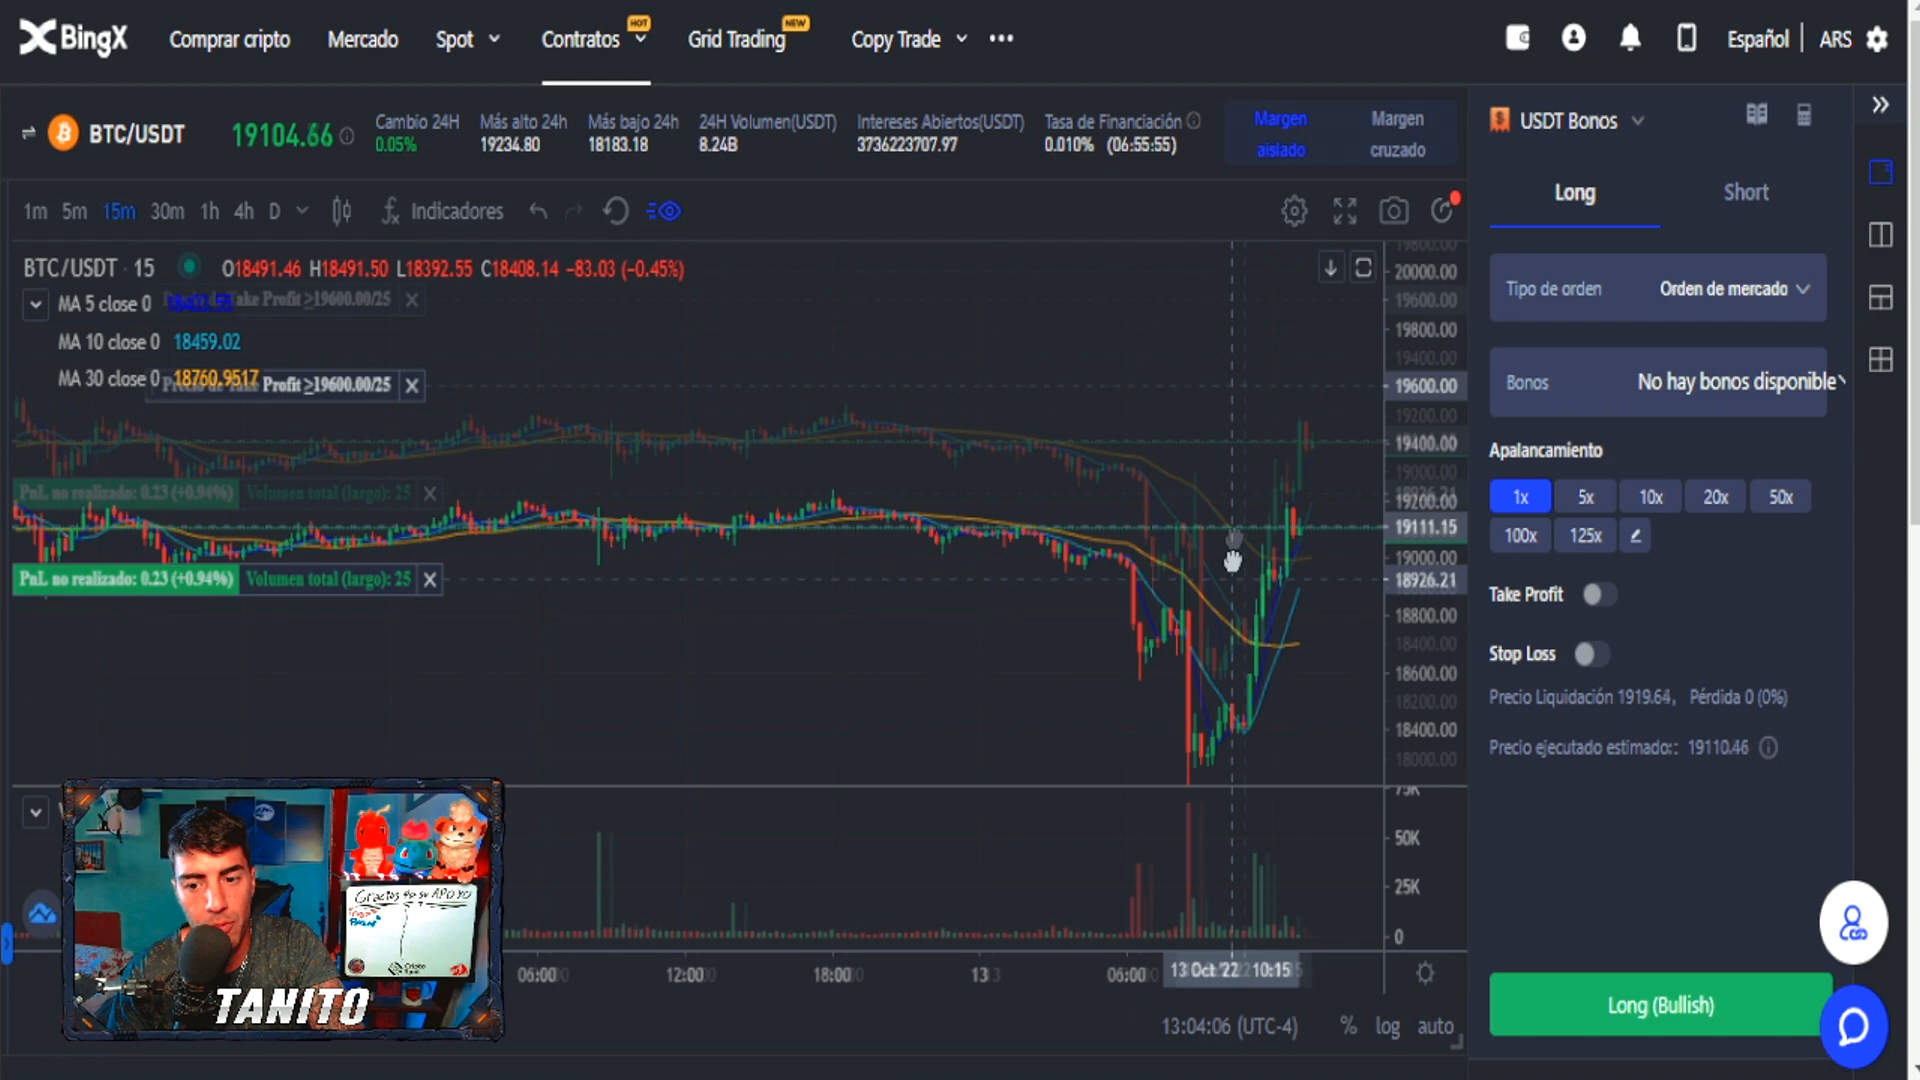 BingX
Comprar cripto
Mercado
Spot
Contratos
HOT
Grid Trading
NEW
Copy Trade
Español
ARS
BTC/USDT
19104.66
Cambio 24H
0.05%
Más alto 24h
19234.80
Más bajo 24h
18183.18
24H Volumen(USDT)
8.24B
Intereses Abiertos(USDT)
3736223707.97
Tasa de Financiación
0.010% (06:55:55)
Margen
aislado
Margen
cruzado
1m 5m 15m 30m 1h 4h D
Indicadores
BTC/USDT · 15 O18491.46 H18491.50 L18392.55 C18408.14 −83.03 (−0.45%)
MA 5 close 0
Take Profit ≥19600.00/25
MA 10 close 0 18459.02
MA 30 close 0 18760.9517
Profit ≥19600.00/25
PnL no realizado: 0.23 (+0.94%) Volumen total (largo): 25
PnL no realizado: 0.23 (+0.94%) Volumen total (largo): 25
19800.00
20000.00
19600.00
19800.00
19400.00
19600.00
19200.00
19400.00
19000.00
19200.00
19111.15
19000.00
18926.21
18800.00
18400.00
18600.00
18200.00
18400.00
18000.00
75K
50K
25K
0
06:00
12:00
18:00
13
06:00
13 Oct '22 10:15
13:04:06 (UTC-4)
%
log
auto
USDT Bonos
Long
Short
Tipo de orden
Orden de mercado
Bonos
No hay bonos disponible
Apalancamiento
1x 5x 10x 20x 50x
100x 125x
Take Profit
Stop Loss
Precio Liquidación 1919.64, Pérdida 0 (0%)
Precio ejecutado estimado:: 19110.46
Long (Bullish)
Gracias por su APOYO
TANITO